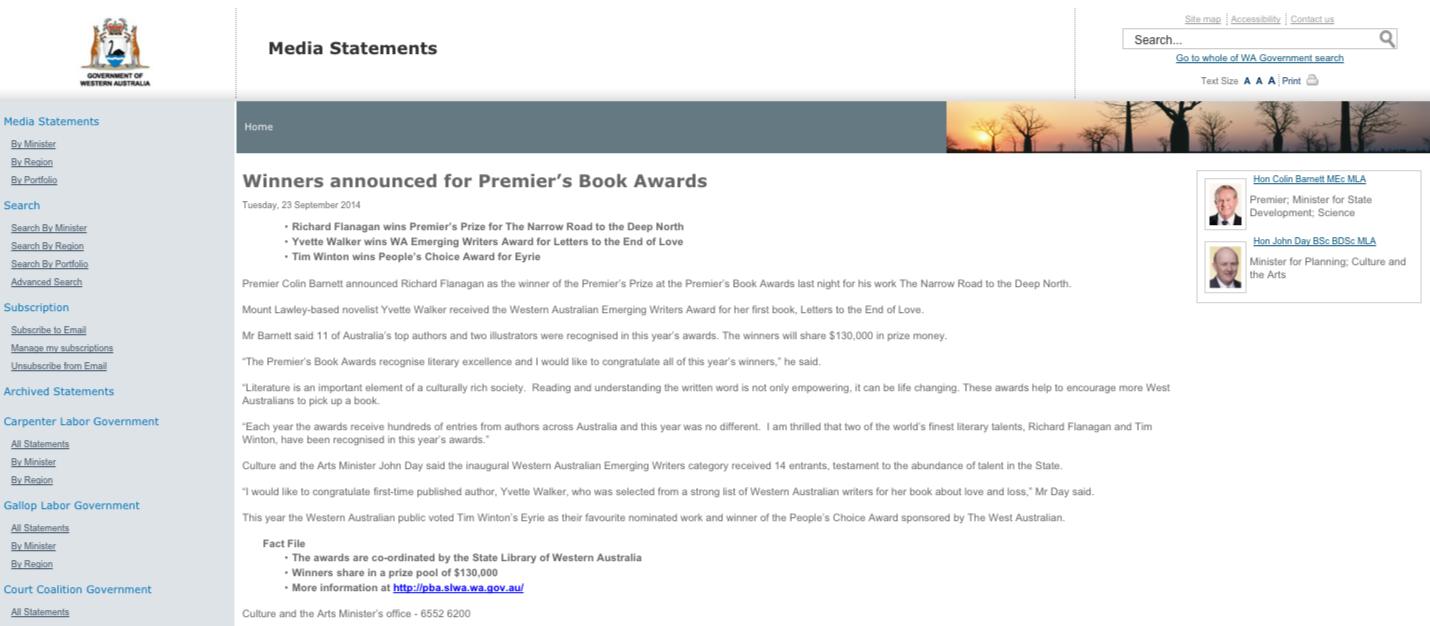 GOVERNMENT OF
WESTERN AUSTRALIA
Media Statements
Site map Accessibility Contact us
Search...
Go to whole of WA Government search
Text Size A A A Print
Media Statements
By Minister
By Region
By Portfolio
Search
Search By Minister
Search By Region
Search By Portfolio
Advanced Search
Subscription
Subscribe to Email
Manage my subscriptions
Unsubscribe from Email
Archived Statements
Carpenter Labor Government
All Statements
By Minister
By Region
Gallop Labor Government
All Statements
By Minister
By Region
Court Coalition Government
All Statements
Home
Winners announced for Premier's Book Awards
Tuesday, 23 September 2014
• Richard Flanagan wins Premier's Prize for The Narrow Road to the Deep North
• Yvette Walker wins WA Emerging Writers Award for Letters to the End of Love
• Tim Winton wins People's Choice Award for Eyrie
Premier Colin Barnett announced Richard Flanagan as the winner of the Premier's Prize at the Premier's Book Awards last night for his work The Narrow Road to the Deep North.
Mount Lawley-based novelist Yvette Walker received the Western Australian Emerging Writers Award for her first book, Letters to the End of Love.
Mr Barnett said 11 of Australia's top authors and two illustrators were recognised in this year's awards. The winners will share $130,000 in prize money.
“The Premier's Book Awards recognise literary excellence and I would like to congratulate all of this year's winners,” he said.
“Literature is an important element of a culturally rich society. Reading and understanding the written word is not only empowering, it can be life changing. These awards help to encourage more West
Australians to pick up a book.
“Each year the awards receive hundreds of entries from authors across Australia and this year was no different. I am thrilled that two of the world's finest literary talents, Richard Flanagan and Tim
Winton, have been recognised in this year's awards.”
Culture and the Arts Minister John Day said the inaugural Western Australian Emerging Writers category received 14 entrants, testament to the abundance of talent in the State.
“I would like to congratulate first-time published author, Yvette Walker, who was selected from a strong list of Western Australian writers for her book about love and loss,” Mr Day said.
This year the Western Australian public voted Tim Winton's Eyrie as their favourite nominated work and winner of the People's Choice Award sponsored by The West Australian.
Fact File
• The awards are co-ordinated by the State Library of Western Australia
• Winners share in a prize pool of $130,000
• More information at http://pba.slwa.wa.gov.au/
Culture and the Arts Minister's office - 6552 6200
Hon Colin Barnett MEc MLA
Premier; Minister for State
Development; Science
Hon John Day BSc BDSc MLA
Minister for Planning; Culture and
the Arts